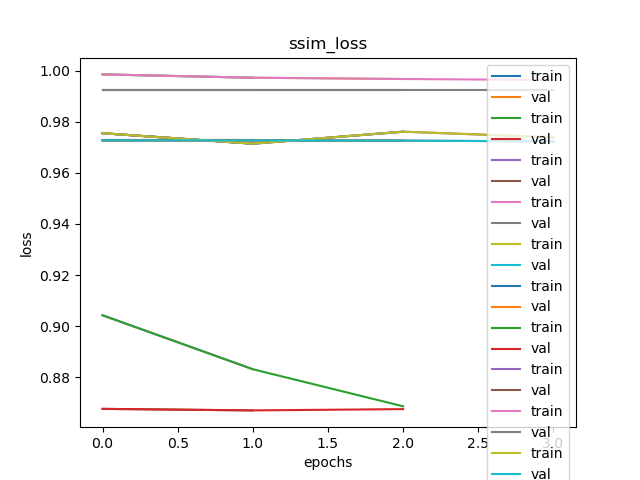 ssim_loss
1.00
0.98
0.96
0.94
0.92
0.90
0.88
loss
0.0 0.5 1.0 1.5 2.0 2.5 3.0
epochs
train
val
train
val
train
val
train
val
train
val
train
val
train
val
train
val
train
val
train
val